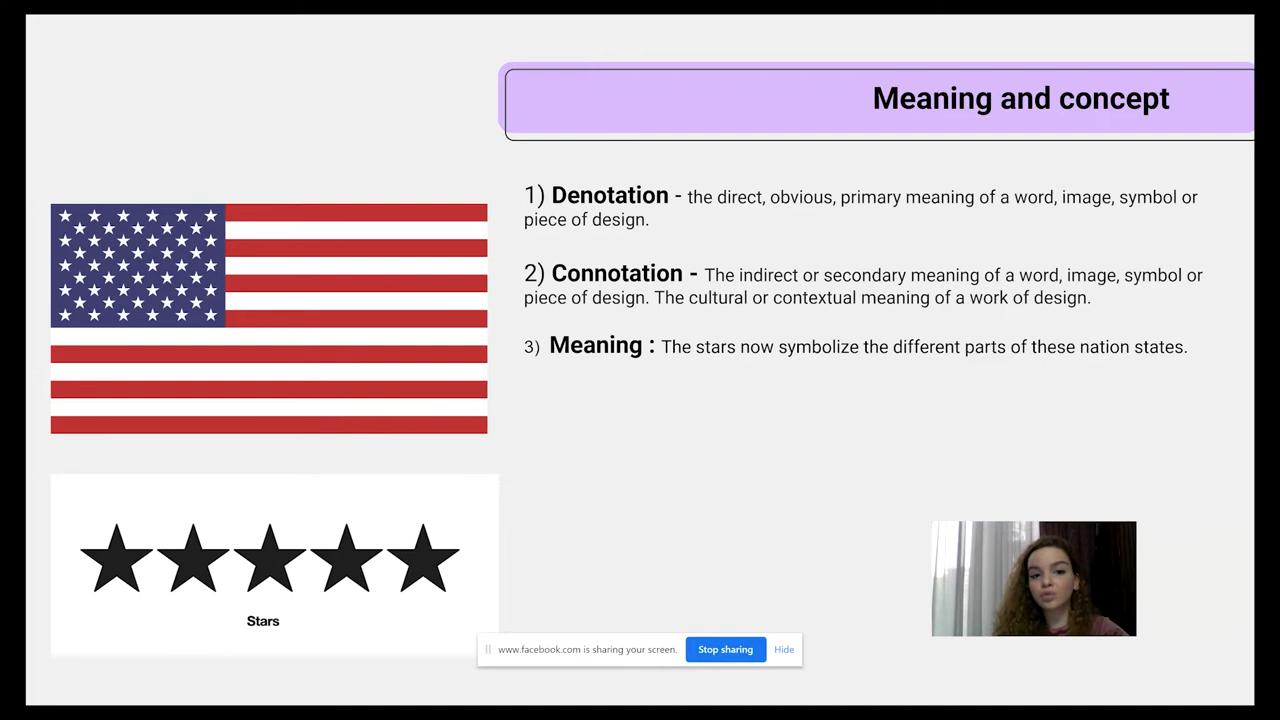 Meaning and concept
1) Denotation - the direct, obvious, primary meaning of a word, image, symbol or
piece of design.
2) Connotation - The indirect or secondary meaning of a word, image, symbol or
piece of design. The cultural or contextual meaning of a work of design.
3) Meaning : The stars now symbolize the different parts of these nation states.
Stars
www.facebook.com is sharing your screen. Stop sharing Hide